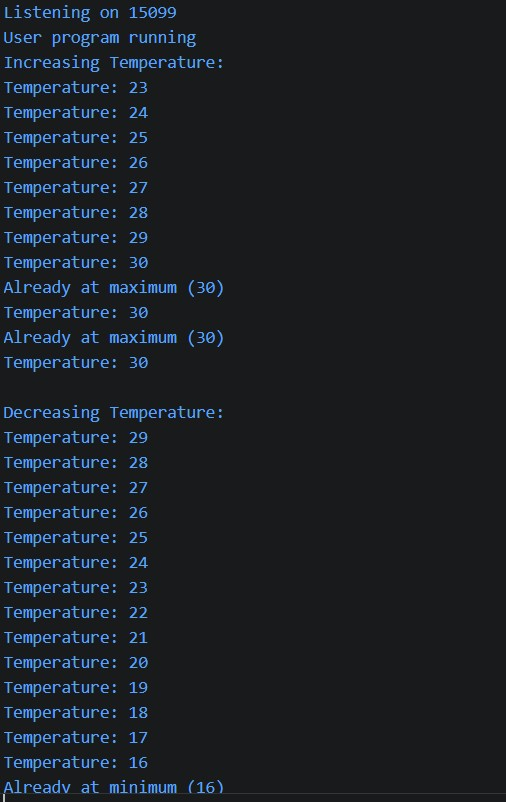 Listening on 15099
User program running
Increasing Temperature:
Temperature: 23
Temperature: 24
Temperature: 25
Temperature: 26
Temperature: 27
Temperature: 28
Temperature: 29
Temperature: 30
Already at maximum (30)
Temperature: 30
Already at maximum (30)
Temperature: 30

Decreasing Temperature:
Temperature: 29
Temperature: 28
Temperature: 27
Temperature: 26
Temperature: 25
Temperature: 24
Temperature: 23
Temperature: 22
Temperature: 21
Temperature: 20
Temperature: 19
Temperature: 18
Temperature: 17
Temperature: 16
Already at minimum (16)